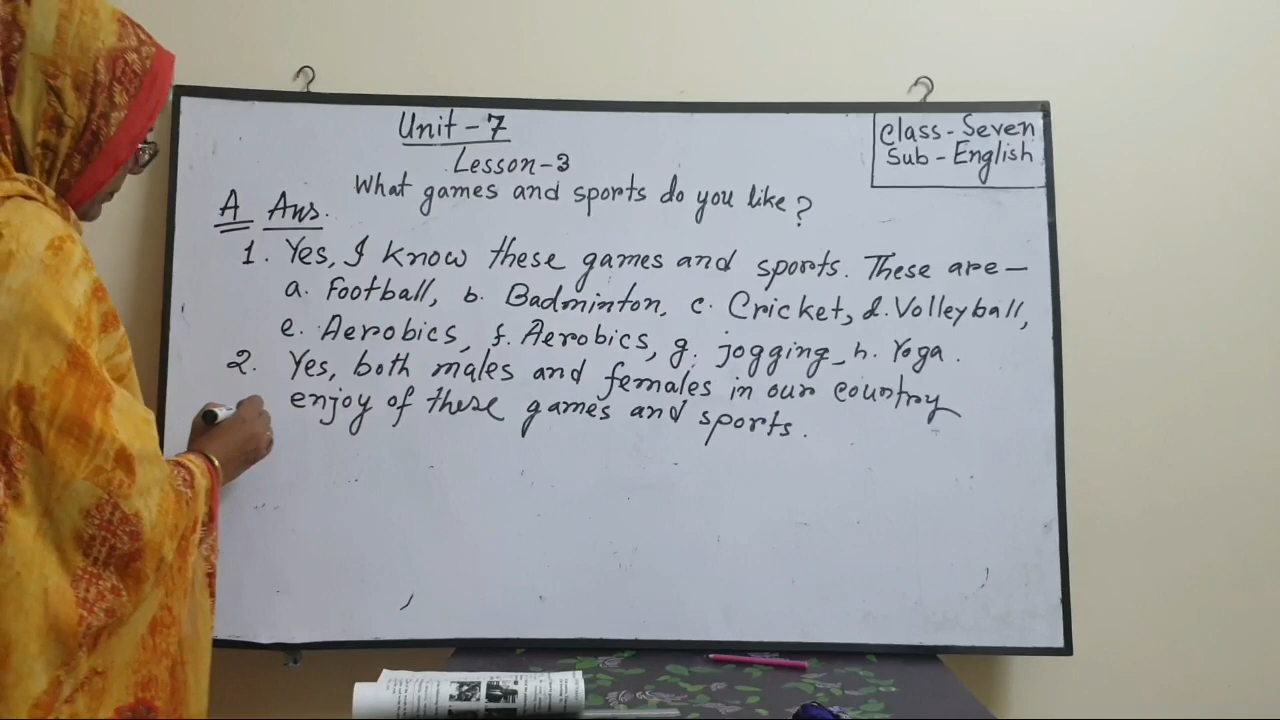 Unit - 7
Class - Seven
Sub - English
Lesson - 3
What games and sports do you like?
A Ans.
1. Yes, I know these games and sports. These are—
a. Football, b. Badminton, c. Cricket, d. Volleyball,
e. Aerobics, f. Aerobics, g. jogging, h. Yoga.
2. Yes, both males and females in our country
enjoy of these games and sports.